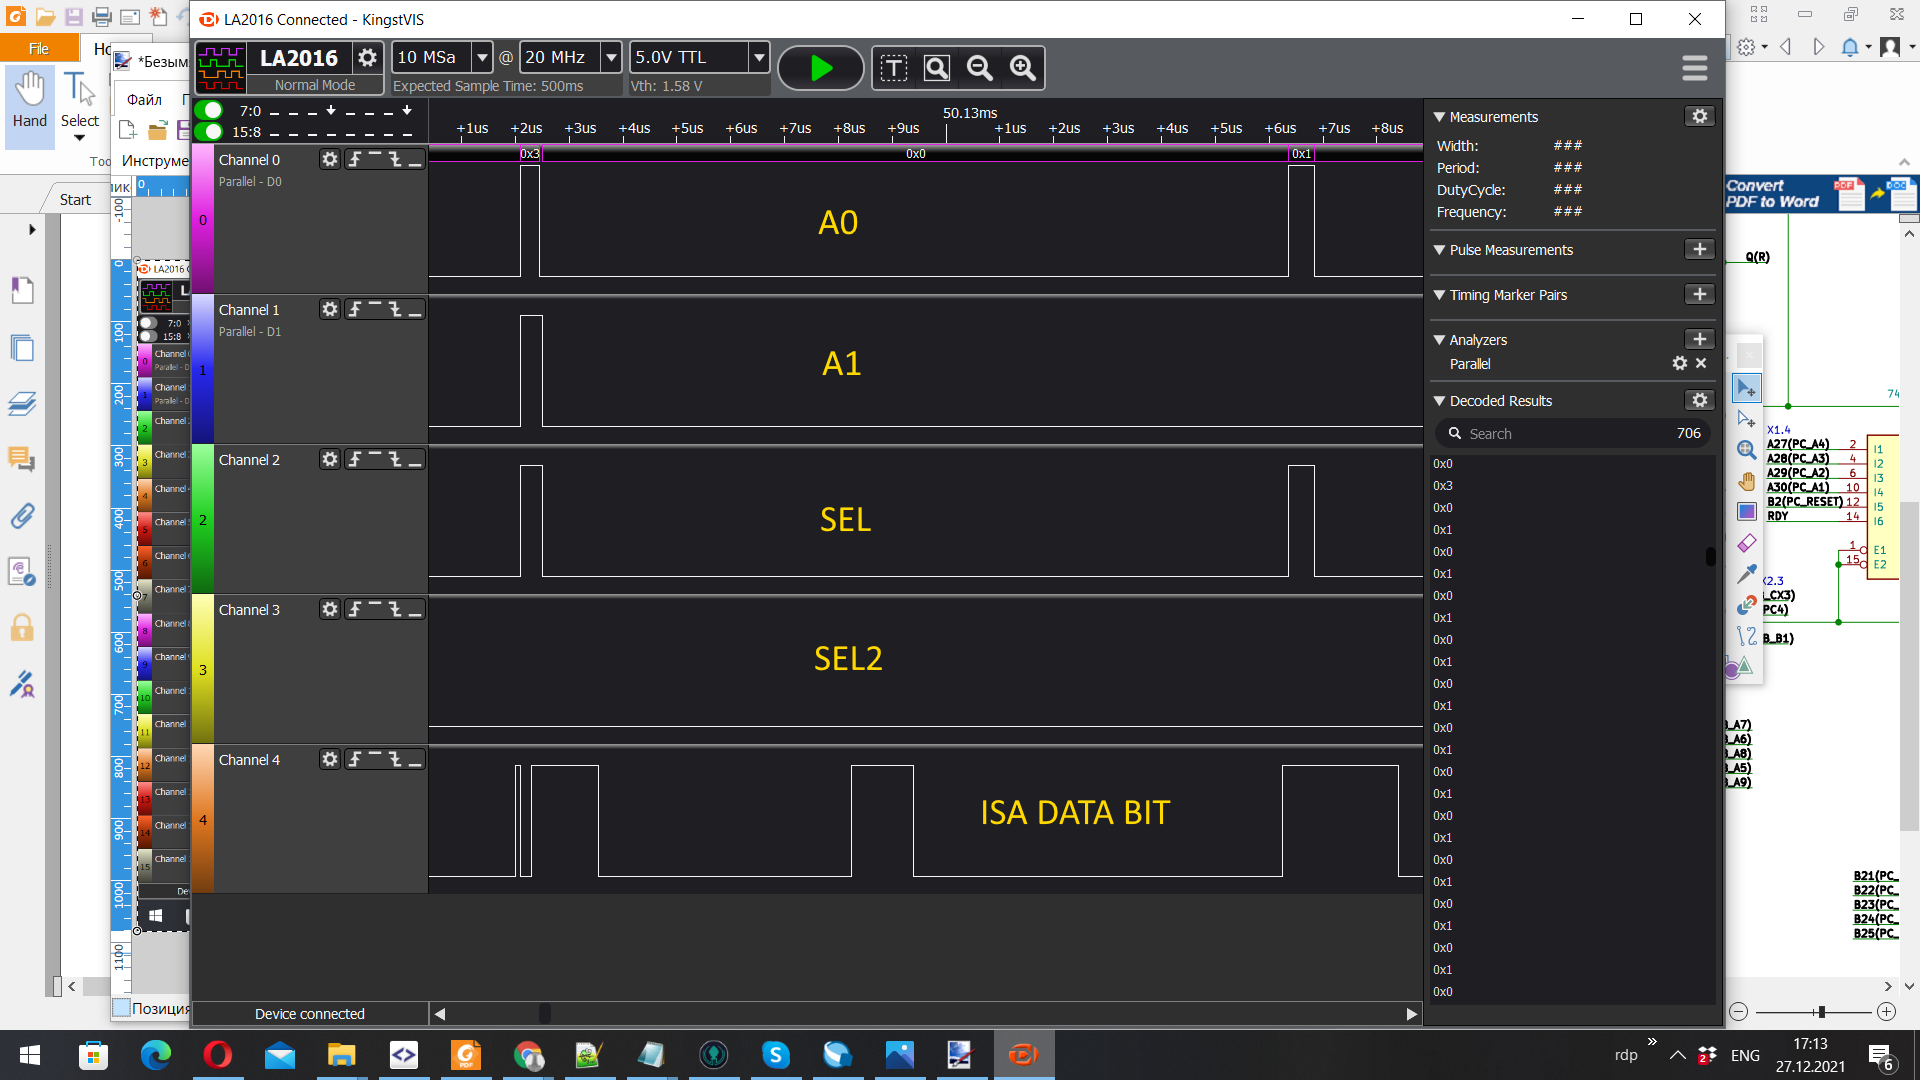 LA2016 Connected - KingstVIS
File
LA2016
Normal Mode
10 MSa
@
20 MHz
5.0V TTL
Expected Sample Time: 500ms
Vth: 1.58 V
T
Hand
Select
*Безым
Файл
Инструме
Start
7:0
15:8
50.13ms
+1us +2us +3us +4us +5us +6us +7us +8us +9us +1us +2us +3us +4us +5us +6us +7us +8us
0x3
0x0
0x1
0
Channel 0
Parallel - D0
A0
1
Channel 1
Parallel - D1
A1
2
Channel 2
SEL
3
Channel 3
SEL2
4
Channel 4
ISA DATA BIT
Device connected
Measurements
Width: ###
Period: ###
DutyCycle: ###
Frequency: ###
Pulse Measurements
Timing Marker Pairs
Analyzers
Parallel
Decoded Results
Search
706
0x0
0x3
0x0
0x1
0x0
0x1
0x0
0x1
0x0
0x1
0x0
0x1
0x0
0x1
0x0
0x1
0x0
0x1
0x0
0x1
0x0
0x1
0x0
0x1
0x0
Convert
PDF to Word
Q(R)
74
X1.4
A27(PC_A4) 2 I1
A28(PC_A3) 4 I2
A29(PC_A2) 6 I3
A30(PC_A1) 10 I4
B2(PC_RESET) 12 I5
RDY 14 I6
1 E1
15 E2
X2.3
_CX3)
PC4)
B_B1)
B_A7)
B_A6)
B_A8)
B_A5)
B_A9)
B21(PC_
B22(PC_
B23(PC_
B24(PC_
B25(PC_
Позиция
rdp
ENG
17:13
27.12.2021
6